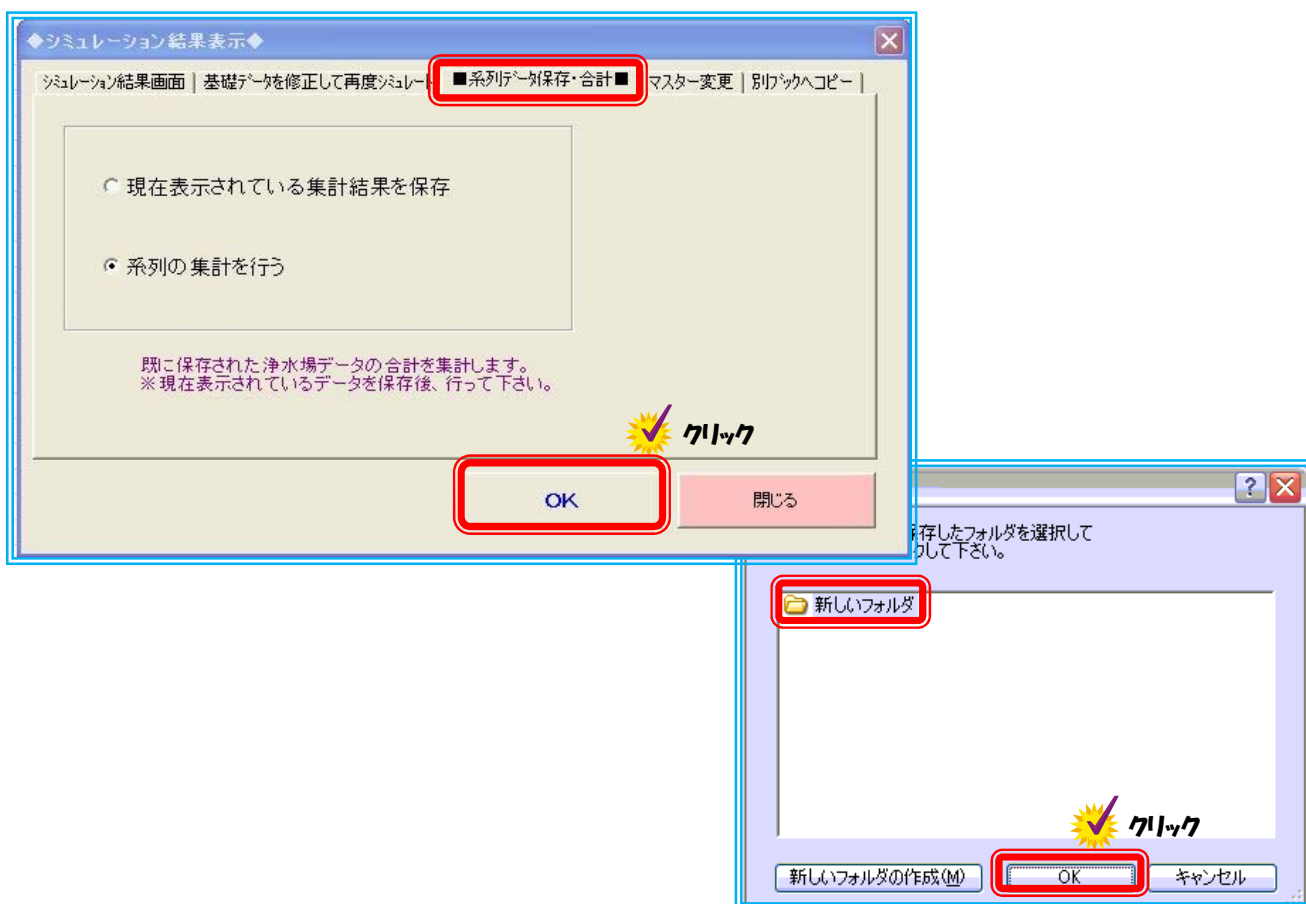 ◆シミュレーション結果表示◆
シミュレーション結果画面 | 基礎データを修正して再度シミュレート ■系列データ保存・合計■ マスター変更 | 別ブックへコピー |
現在表示されている集計結果を保存
系列の集計を行う
既に保存された浄水場データの合計を集計します。
※現在表示されているデータを保存後、行って下さい。
クリック
OK
閉じる
存したフォルダを選択して
して下さい。
新しいフォルダ
クリック
新しいフォルダの作成(M)
OK
キャンセル